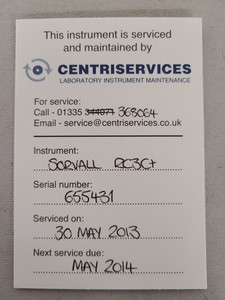 This instrument is serviced
and maintained by
CENTRISERVICES
LABORATORY INSTRUMENT MAINTENANCE
For service:
Call - 01335 344071 368064
Email - service@centriservices.co.uk
Instrument:
SORVALL RC3C+
Serial number:
655431
Serviced on:
30 MAY 2013
Next service due:
MAY 2014